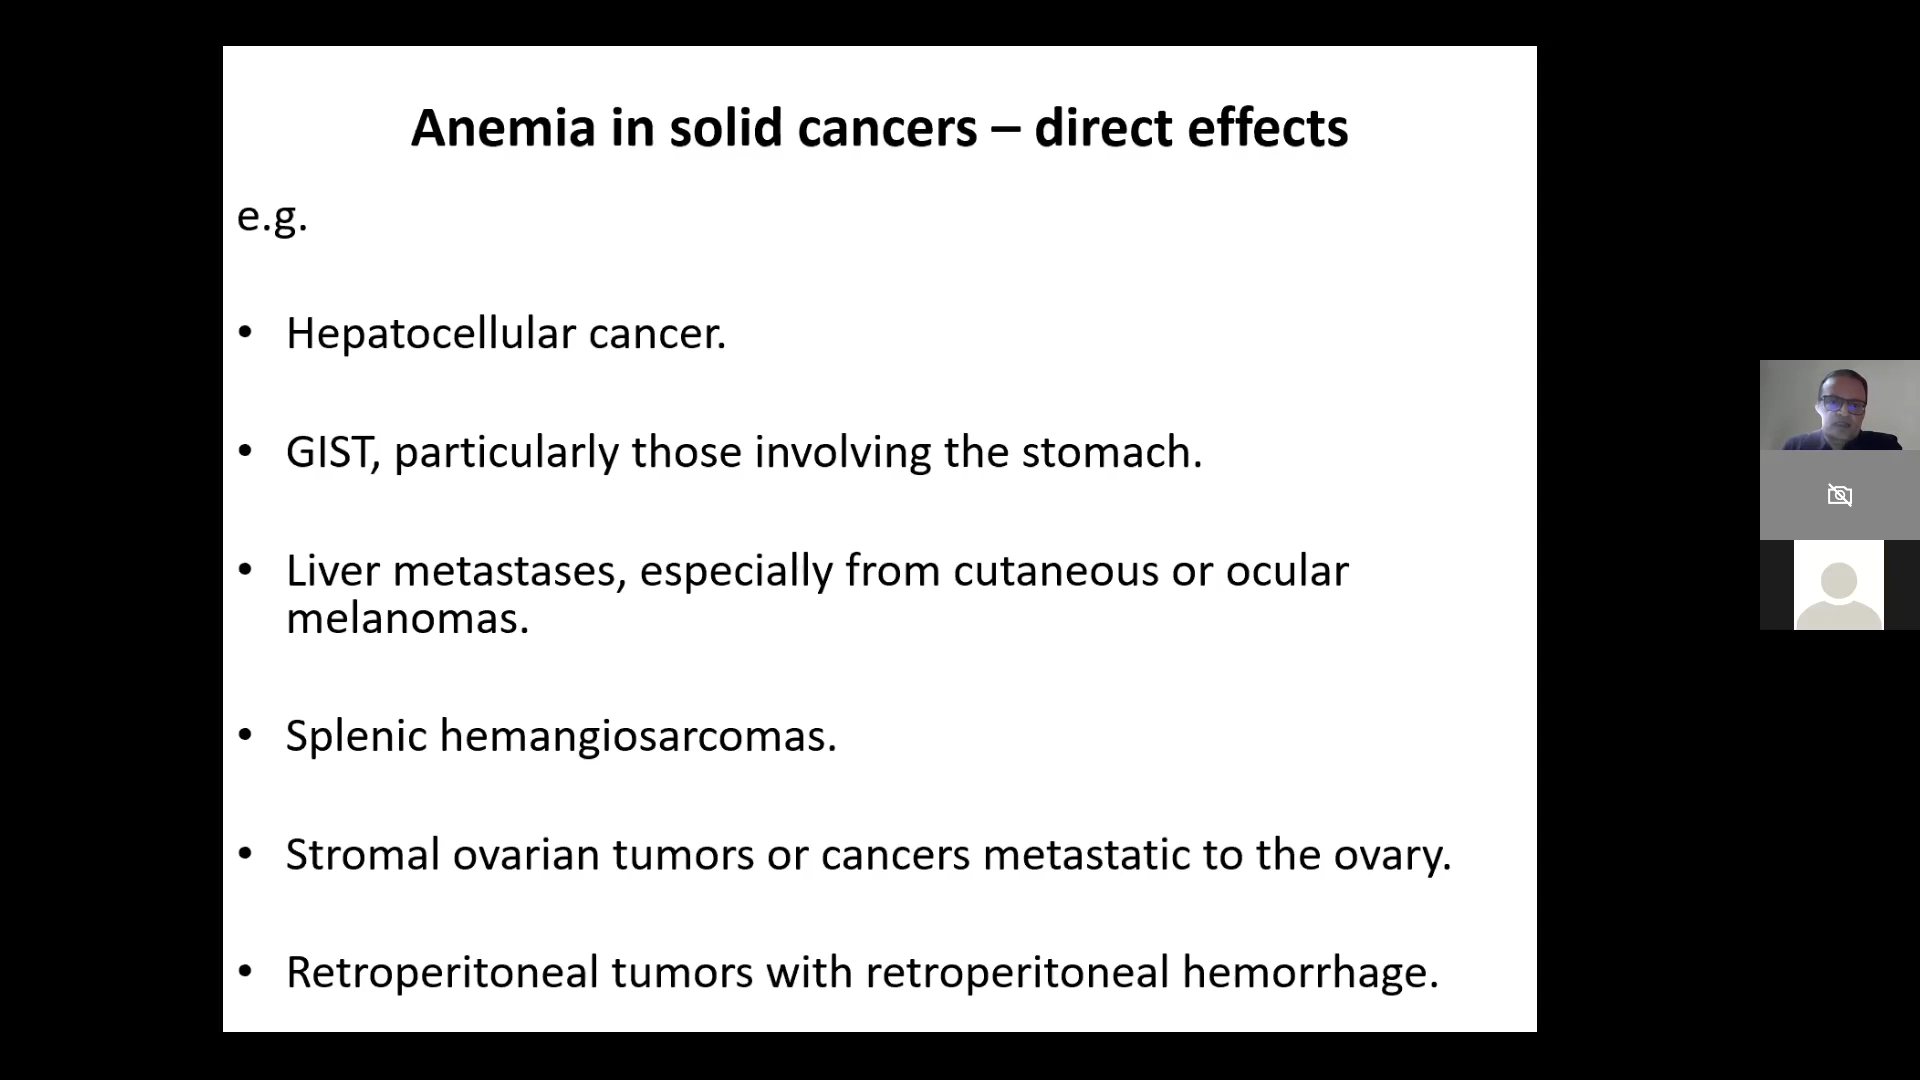 Anemia in solid cancers – direct effects
e.g.
• Hepatocellular cancer.
• GIST, particularly those involving the stomach.
• Liver metastases, especially from cutaneous or ocular
melanomas.
• Splenic hemangiosarcomas.
• Stromal ovarian tumors or cancers metastatic to the ovary.
• Retroperitoneal tumors with retroperitoneal hemorrhage.